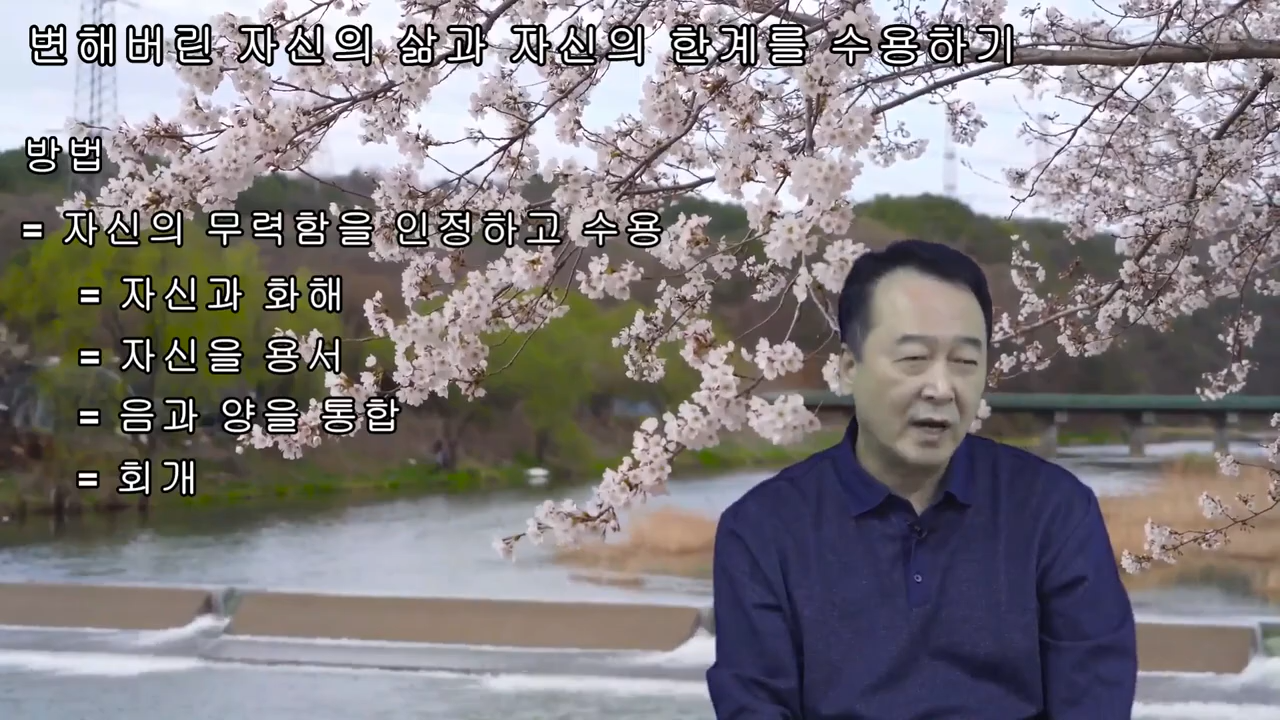 변해버린 자신의 삶과 자신의 한계를 수용하기
방법
= 자신의 무력함을 인정하고 수용
= 자신과 화해
= 자신을 용서
= 음과 양을 통합
= 회개